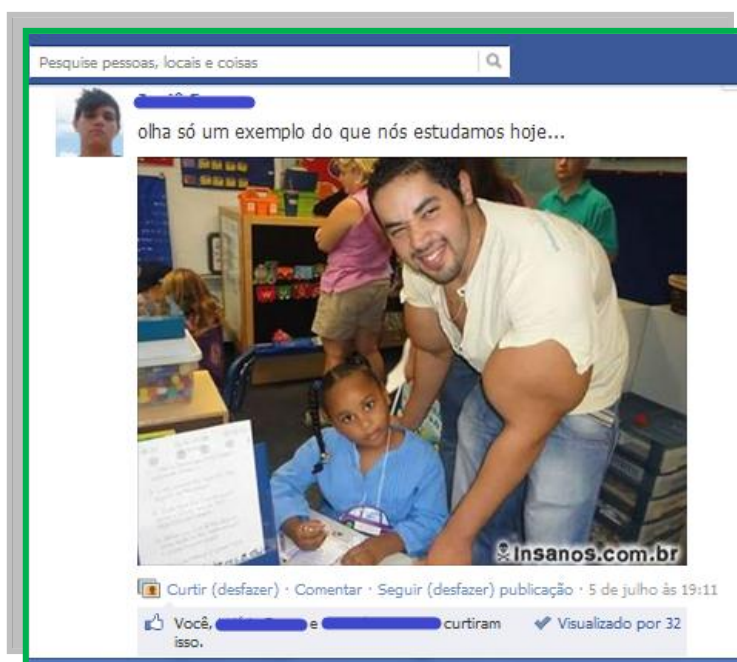 Pesquise pessoas, locais e coisas
olha só um exemplo do que nós estudamos hoje...
Insanos.com.br
Curtir (desfazer) · Comentar · Seguir (desfazer) publicação · 5 de julho às 19:11
Você, e curtiram Visualizado por 32
isso.